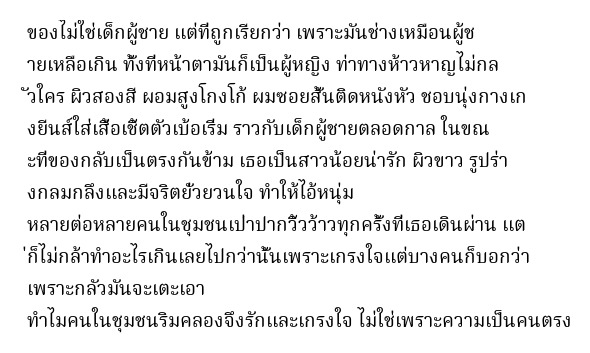 ของไม่ใช่เด็กผู้ชาย แต่ที่ถูกเรียกว่า เพราะมันช่างเหมือนผู้ช
ายเหลือเกิน ทั้งที่หน้าตามันก็เป็นผู้หญิง ท่าทางห้าวหาญไม่กล
ัวใคร ผิวสองสี ผอมสูงโกงโก้ ผมซอยสั้นติดหนังหัว ชอบนุ่งกางเก
งยีนส์ใส่เสื้อเชิ้ตตัวเบ้อเริ่ม ราวกับเด็กผู้ชายตลอดกาล ในขณ
ะที่ของกลับเป็นตรงกันข้าม เธอเป็นสาวน้อยน่ารัก ผิวขาว รูปร่า
งกลมกลึงและมีจริตยั่วยวนใจ ทำให้ไอ้หนุ่ม
หลายต่อหลายคนในชุมชนเปาปากวี้ดว้าวทุกครั้งที่เธอเดินผ่าน แต
่ก็ไม่กล้าทำอะไรเกินเลยไปกว่านั้นเพราะเกรงใจแต่บางคนก็บอกว่า
เพราะกลัวมันจะเตะเอา
ทำไมคนในชุมชนริมคลองจึงรักและเกรงใจ ไม่ใช่เพราะความเป็นคนตรง